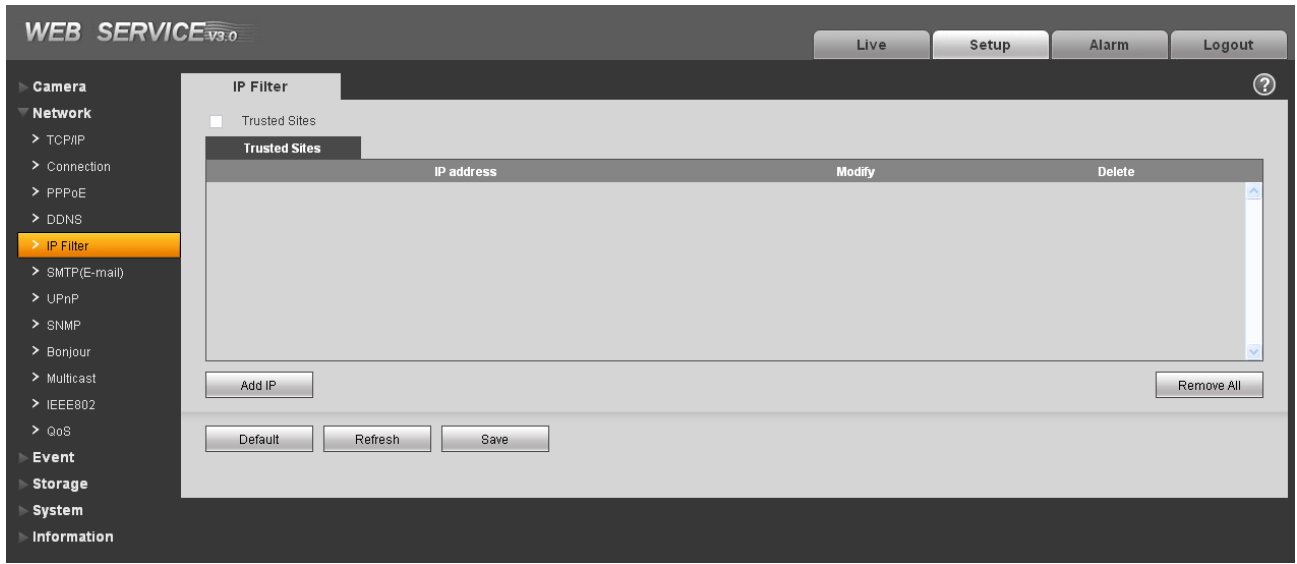 WEB SERVICE V3.0
Live Setup Alarm Logout
Camera
Network
TCP/IP
Connection
PPPoE
DDNS
IP Filter
SMTP(E-mail)
UPnP
SNMP
Bonjour
Multicast
IEEE802
QoS
Event
Storage
System
Information
IP Filter ?
Trusted Sites
Trusted Sites
IP address Modify Delete
Add IP Remove All
Default Refresh Save